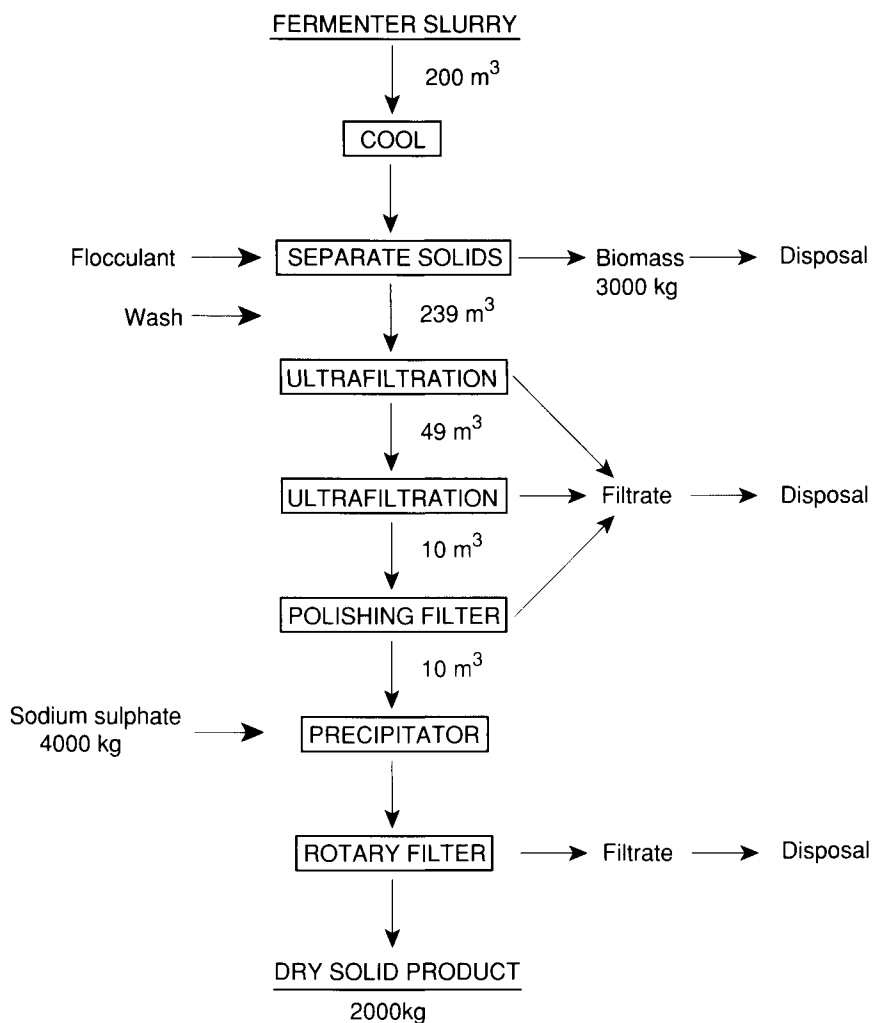 FERMENTER SLURRY
200 m³
COOL
Flocculant
SEPARATE SOLIDS
Biomass
3000 kg
Disposal
Wash
239 m³
ULTRAFILTRATION
49 m³
ULTRAFILTRATION
Filtrate
Disposal
10 m³
POLISHING FILTER
10 m³
Sodium sulphate
4000 kg
PRECIPITATOR
ROTARY FILTER
Filtrate
Disposal
DRY SOLID PRODUCT
2000kg